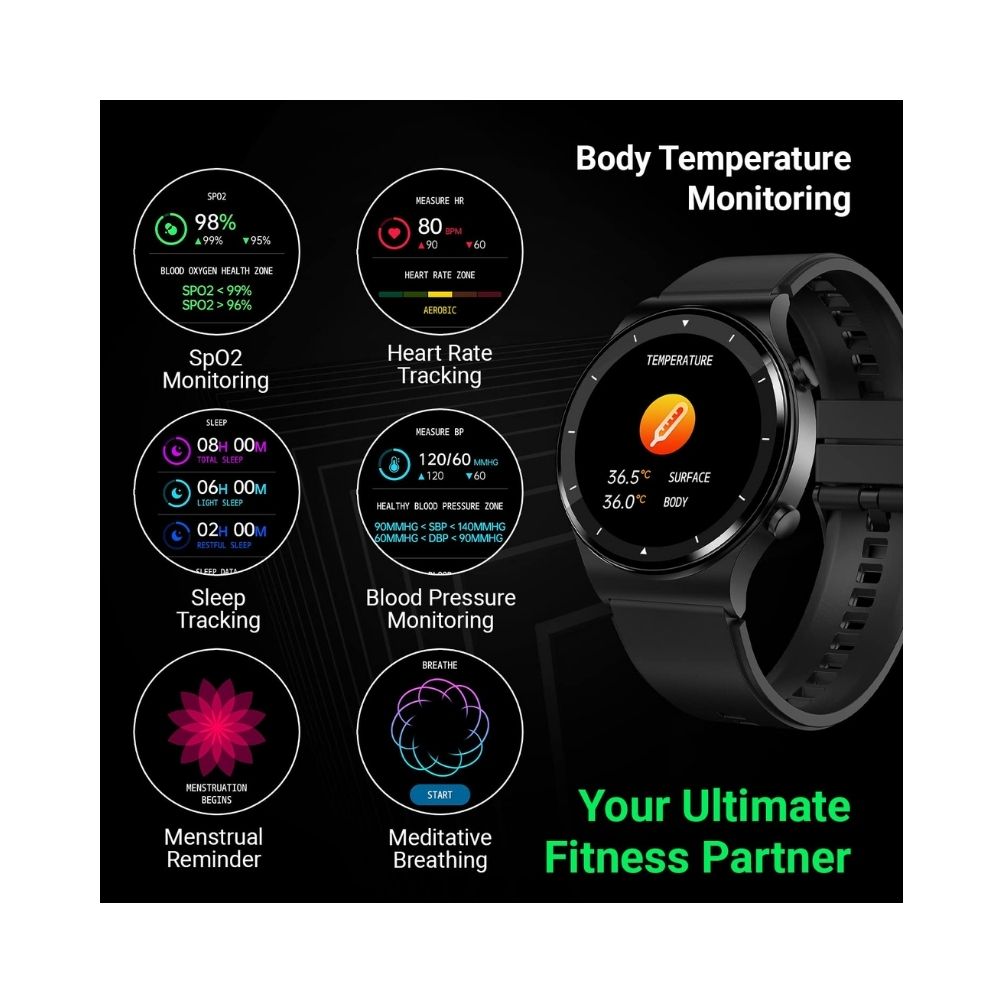 Body Temperature
Monitoring
SPO2
98%
▲99% ▼95%
BLOOD OXYGEN HEALTH ZONE
SPO2 < 99%
SPO2 > 96%
SpO2
Monitoring
MEASURE HR
80 BPM
▲90 ▼60
HEART RATE ZONE
AEROBIC
Heart Rate
Tracking
SLEEP
08H 00M
TOTAL SLEEP
06H 00M
LIGHT SLEEP
02H 00M
RESTFUL SLEEP
SLEEP DATA
Sleep
Tracking
MEASURE BP
120/60 MMHG
▲120 ▼60
HEALTHY BLOOD PRESSURE ZONE
90MMHG < SBP < 140MMHG
60MMHG < DBP < 90MMHG
Blood Pressure
Monitoring
MENSTRUATION
BEGINS
Menstrual
Reminder
BREATHE
START
Meditative
Breathing
TEMPERATURE
36.5°C SURFACE
36.0°C BODY
Your Ultimate
Fitness Partner